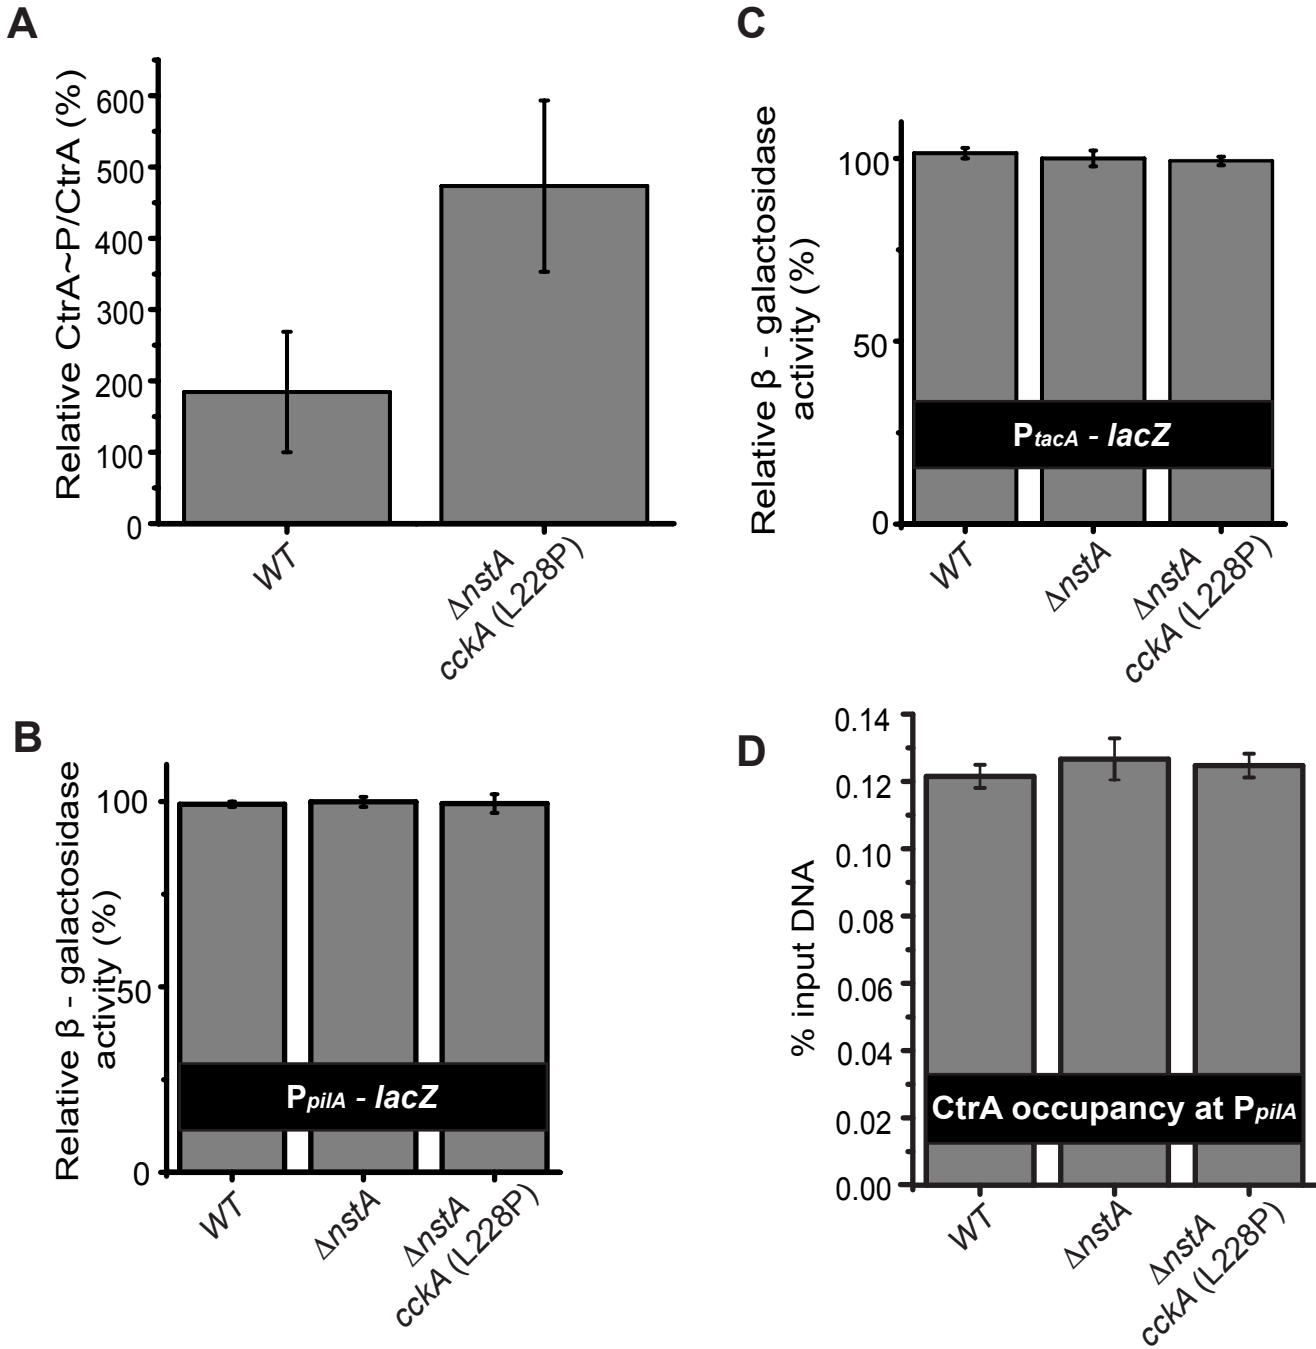 A
Relative CtrA~P/CtrA (%)
600
500
400
300
200
100
0
WT
ΔnstA
cckA (L228P)
B
Relative β - galactosidase
activity (%)
100
50
0
PpilA - lacZ
WT
ΔnstA
ΔnstA
cckA (L228P)
C
Relative β - galactosidase
activity (%)
100
50
0
PtacA - lacZ
WT
ΔnstA
ΔnstA
cckA (L228P)
D
% input DNA
0.14
0.12
0.10
0.08
0.06
0.04
0.02
0.00
CtrA occupancy at PpilA
WT
ΔnstA
ΔnstA
cckA (L228P)